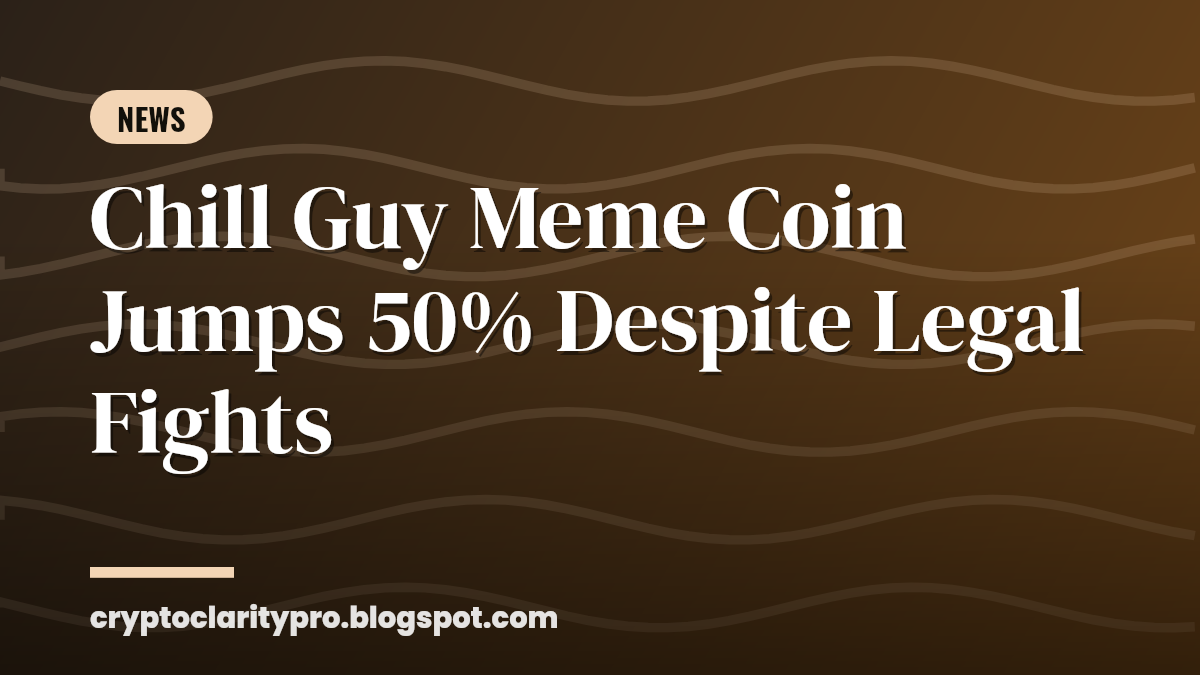 NEWS
Chill Guy Meme Coin
Jumps 50% Despite Legal
Fights
cryptoclaritypro.blogspot.com